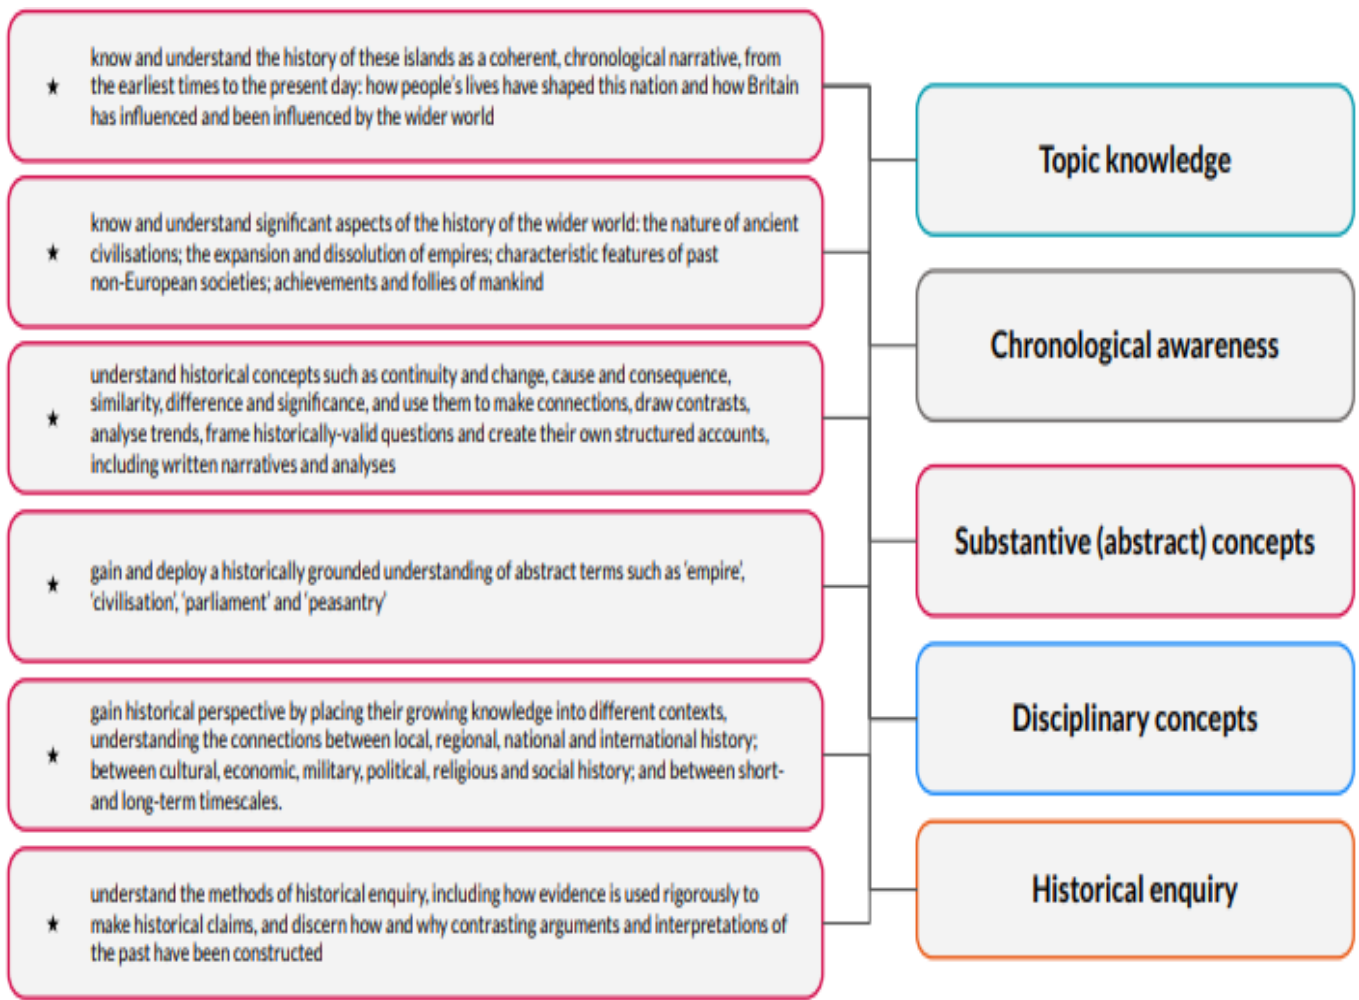 know and understand the history of these islands as a coherent, chronological narrative, from
the earliest times to the present day: how people's lives have shaped this nation and how Britain
has influenced and been influenced by the wider world
know and understand significant aspects of the history of the wider world: the nature of ancient
civilisations; the expansion and dissolution of empires; characteristic features of past
non-European societies; achievements and follies of mankind
understand historical concepts such as continuity and change, cause and consequence,
similarity, difference and significance, and use them to make connections, draw contrasts,
analyse trends, frame historically-valid questions and create their own structured accounts,
including written narratives and analyses
gain and deploy a historically grounded understanding of abstract terms such as 'empire',
'civilisation', 'parliament' and 'peasantry'
gain historical perspective by placing their growing knowledge into different contexts,
understanding the connections between local, regional, national and international history;
between cultural, economic, military, political, religious and social history; and between short-
and long-term timescales.
understand the methods of historical enquiry, including how evidence is used rigorously to
make historical claims, and discern how and why contrasting arguments and interpretations of
the past have been constructed
Topic knowledge
Chronological awareness
Substantive (abstract) concepts
Disciplinary concepts
Historical enquiry